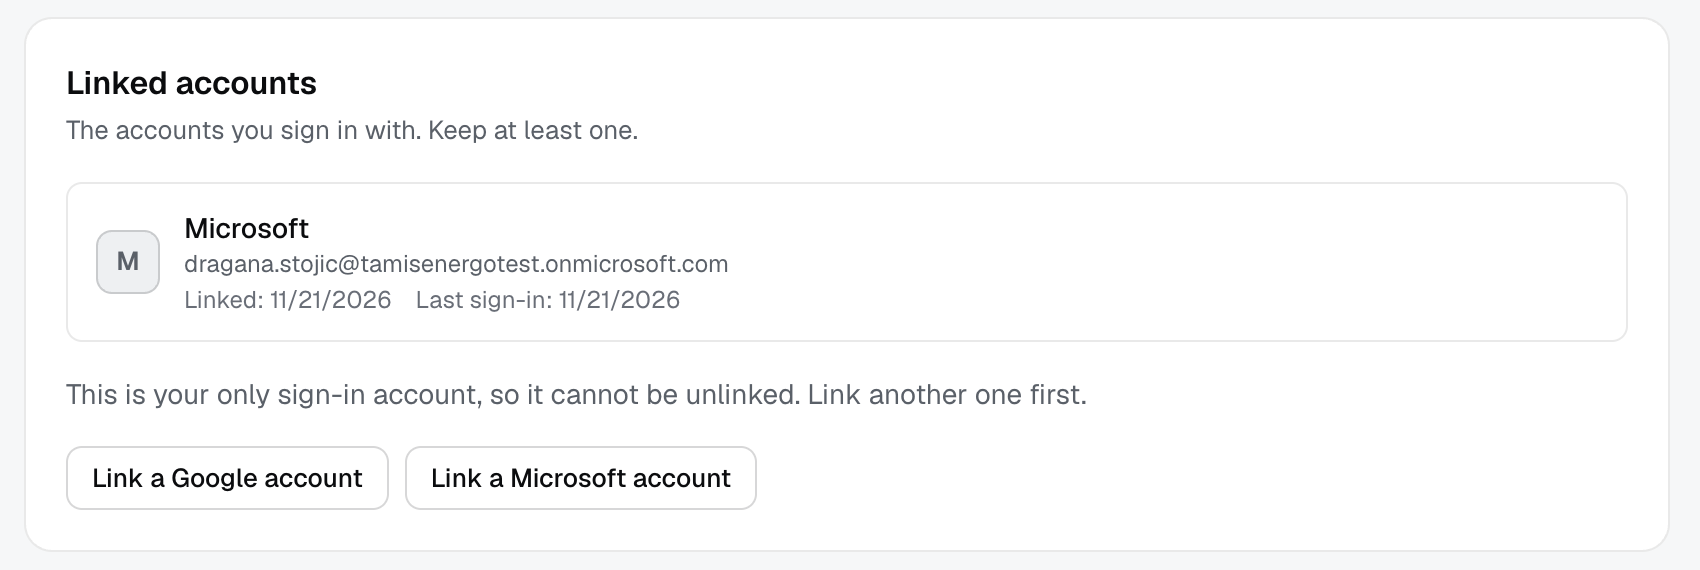 Linked accounts
The accounts you sign in with. Keep at least one.
M
Microsoft
dragana.stojic@tamisenergotest.onmicrosoft.com
Linked: 11/21/2026 Last sign-in: 11/21/2026
This is your only sign-in account, so it cannot be unlinked. Link another one first.
Link a Google account
Link a Microsoft account